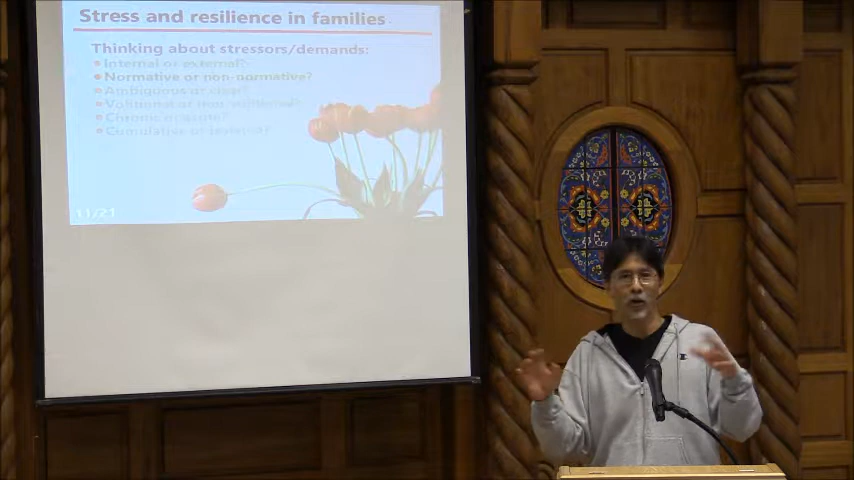 Stress and resilience in families
Thinking about stressors/demands:
Internal or external?
Normative or non-normative?
Ambiguous or clear?
Volitional or non-volitional?
Chronic or acute?
Cumulative or isolated?
11/21